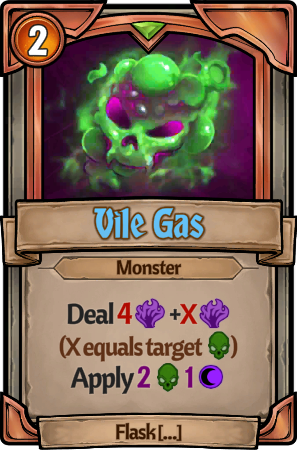 2
Vile Gas
Monster
Deal 4 +X
(X equals target )
Apply 2 1
Flask [...]